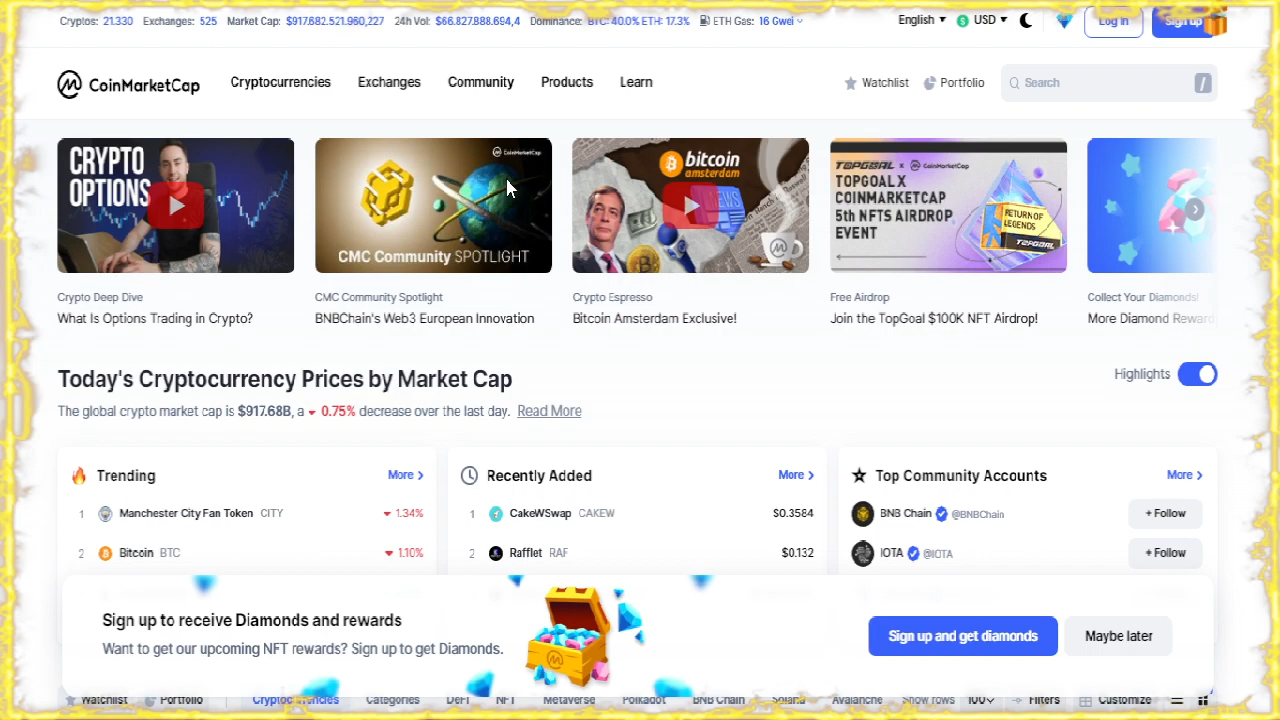 Cryptos: 21.330 Exchanges: 525 Market Cap: $917.682.521.960,227 24h Vol: $66.827.888.694,4 Dominance: BTC: 40.0% ETH: 17.3% ETH Gas: 16 Gwei English USD Log In Sign up
CoinMarketCap Cryptocurrencies Exchanges Community Products Learn Watchlist Portfolio Search /
CRYPTO
OPTIONS
CoinMarketCap
CMC Community SPOTLIGHT
bitcoin
amsterdam
NEWS
TOPGOAL x CoinMarketCap
TOPGOAL X
COINMARKETCAP
5th NFTS AIRDROP
EVENT
RETURN OF
LEGENDS
TOPGOAL
Crypto Deep Dive
What Is Options Trading in Crypto?
CMC Community Spotlight
BNBChain's Web3 European Innovation
Crypto Espresso
Bitcoin Amsterdam Exclusive!
Free Airdrop
Join the TopGoal $100K NFT Airdrop!
Collect Your Diamonds!
More Diamond Reward
Today's Cryptocurrency Prices by Market Cap
Highlights
The global crypto market cap is $917.68B, a 0.75% decrease over the last day. Read More
Trending More
1 Manchester City Fan Token CITY 1.34%
2 Bitcoin BTC 1.10%
Recently Added More
1 CakeWSwap CAKEW $0.3584
2 Rafflet RAF $0.132
Top Community Accounts More
BNB Chain @BNBChain + Follow
IOTA @IOTA + Follow
Sign up to receive Diamonds and rewards
Want to get our upcoming NFT rewards? Sign up to get Diamonds.
Sign up and get diamonds Maybe later
Watchlist Portfolio Cryptocurrencies Categories DeFi NFT Metaverse Polkadot BNB Chain Solana Avalanche Show rows 100 Filters Customize